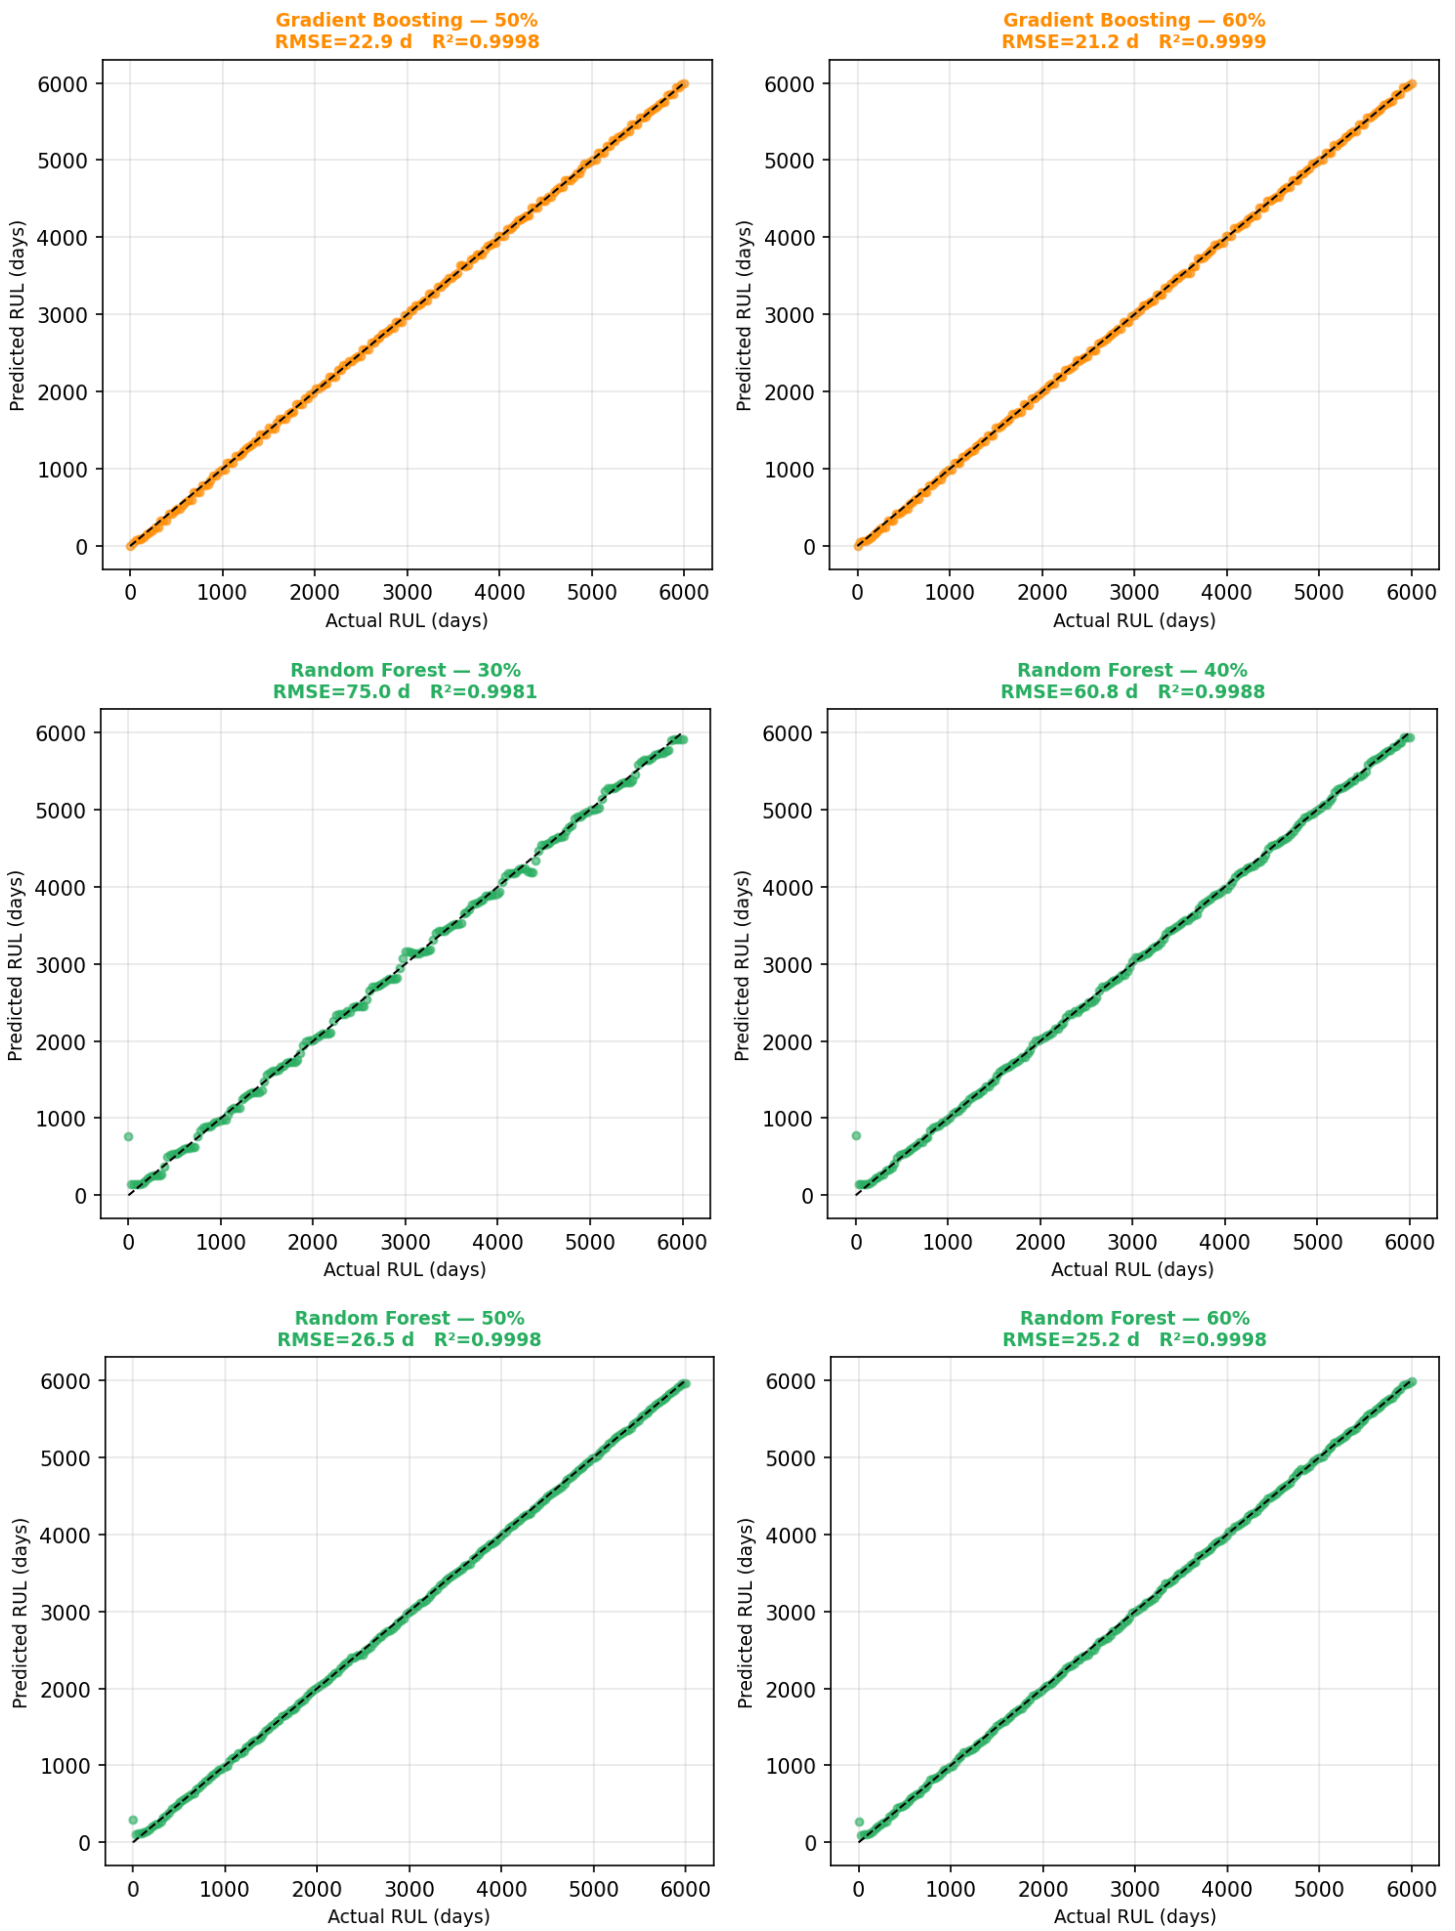 Gradient Boosting — 50%
RMSE=22.9 d R²=0.9998
6000
5000
4000
3000
2000
1000
0
Predicted RUL (days)
0 1000 2000 3000 4000 5000 6000
Actual RUL (days)
Gradient Boosting — 60%
RMSE=21.2 d R²=0.9999
6000
5000
4000
3000
2000
1000
0
Predicted RUL (days)
0 1000 2000 3000 4000 5000 6000
Actual RUL (days)
Random Forest — 30%
RMSE=75.0 d R²=0.9981
6000
5000
4000
3000
2000
1000
0
Predicted RUL (days)
0 1000 2000 3000 4000 5000 6000
Actual RUL (days)
Random Forest — 40%
RMSE=60.8 d R²=0.9988
6000
5000
4000
3000
2000
1000
0
Predicted RUL (days)
0 1000 2000 3000 4000 5000 6000
Actual RUL (days)
Random Forest — 50%
RMSE=26.5 d R²=0.9998
6000
5000
4000
3000
2000
1000
0
Predicted RUL (days)
0 1000 2000 3000 4000 5000 6000
Actual RUL (days)
Random Forest — 60%
RMSE=25.2 d R²=0.9998
6000
5000
4000
3000
2000
1000
0
Predicted RUL (days)
0 1000 2000 3000 4000 5000 6000
Actual RUL (days)